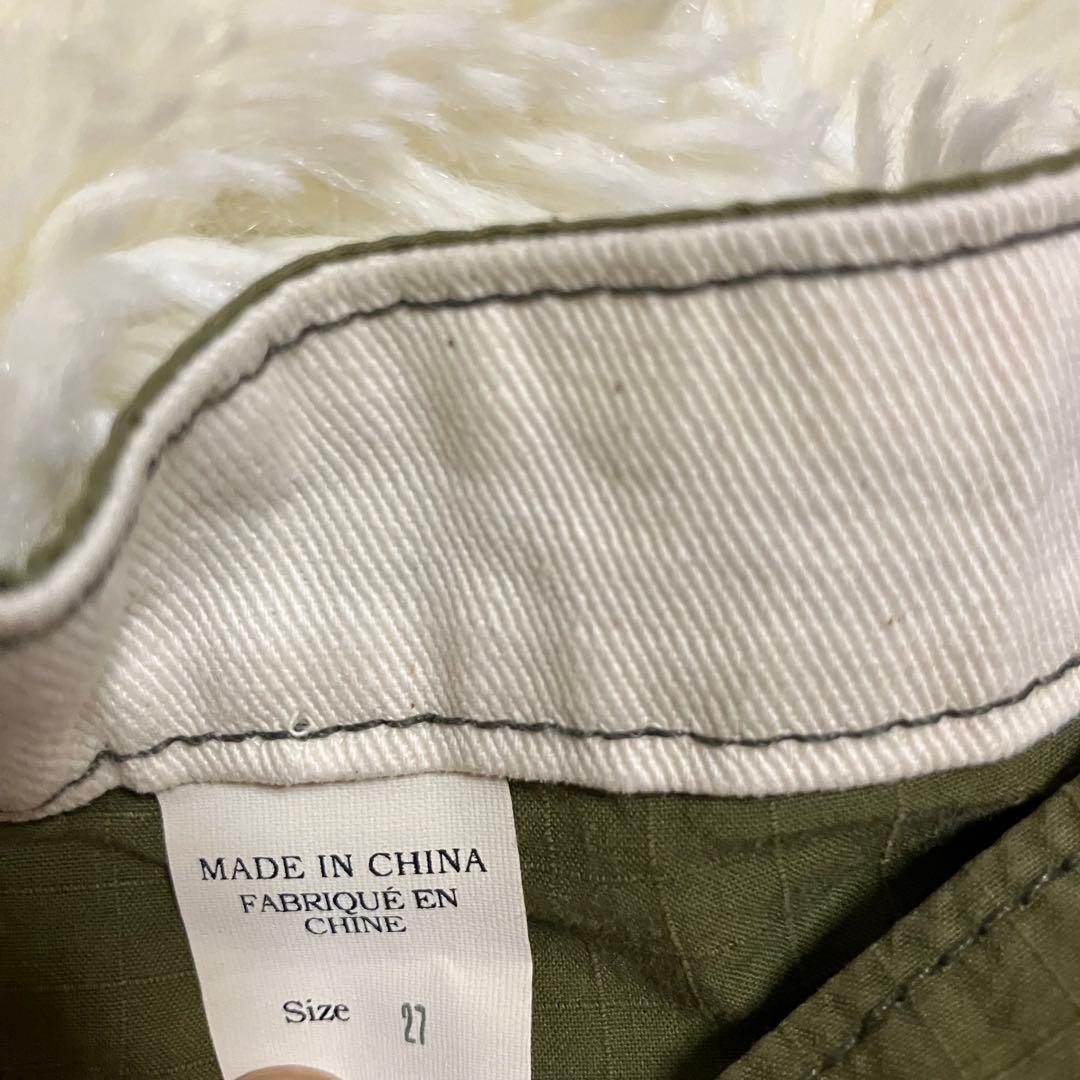 MADE IN CHINA
FABRIQUÉ EN
CHINE
Size 27